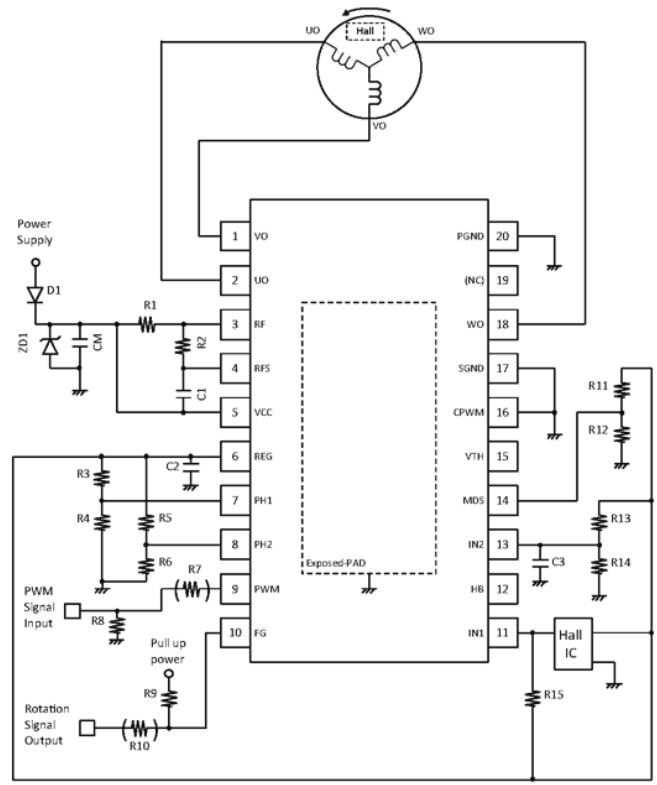 UO
Hall
WO
VO
Power
Supply
D1
ZD1
CM
R1
R2
C1
1 VO
2 UO
3 RF
4 RFS
5 VCC
6 REG
7 PH1
8 PH2
9 PWM
10 FG
PGND 20
(NC) 19
WO 18
SGND 17
CPWM 16
VTH 15
MDS 14
IN2 13
HB 12
IN1 11
Exposed-PAD
C2
R3
R4
R5
R6
R7
PWM
Signal
Input
R8
Pull up
power
R9
Rotation
Signal
Output
R10
R11
R12
R13
R14
C3
Hall
IC
R15